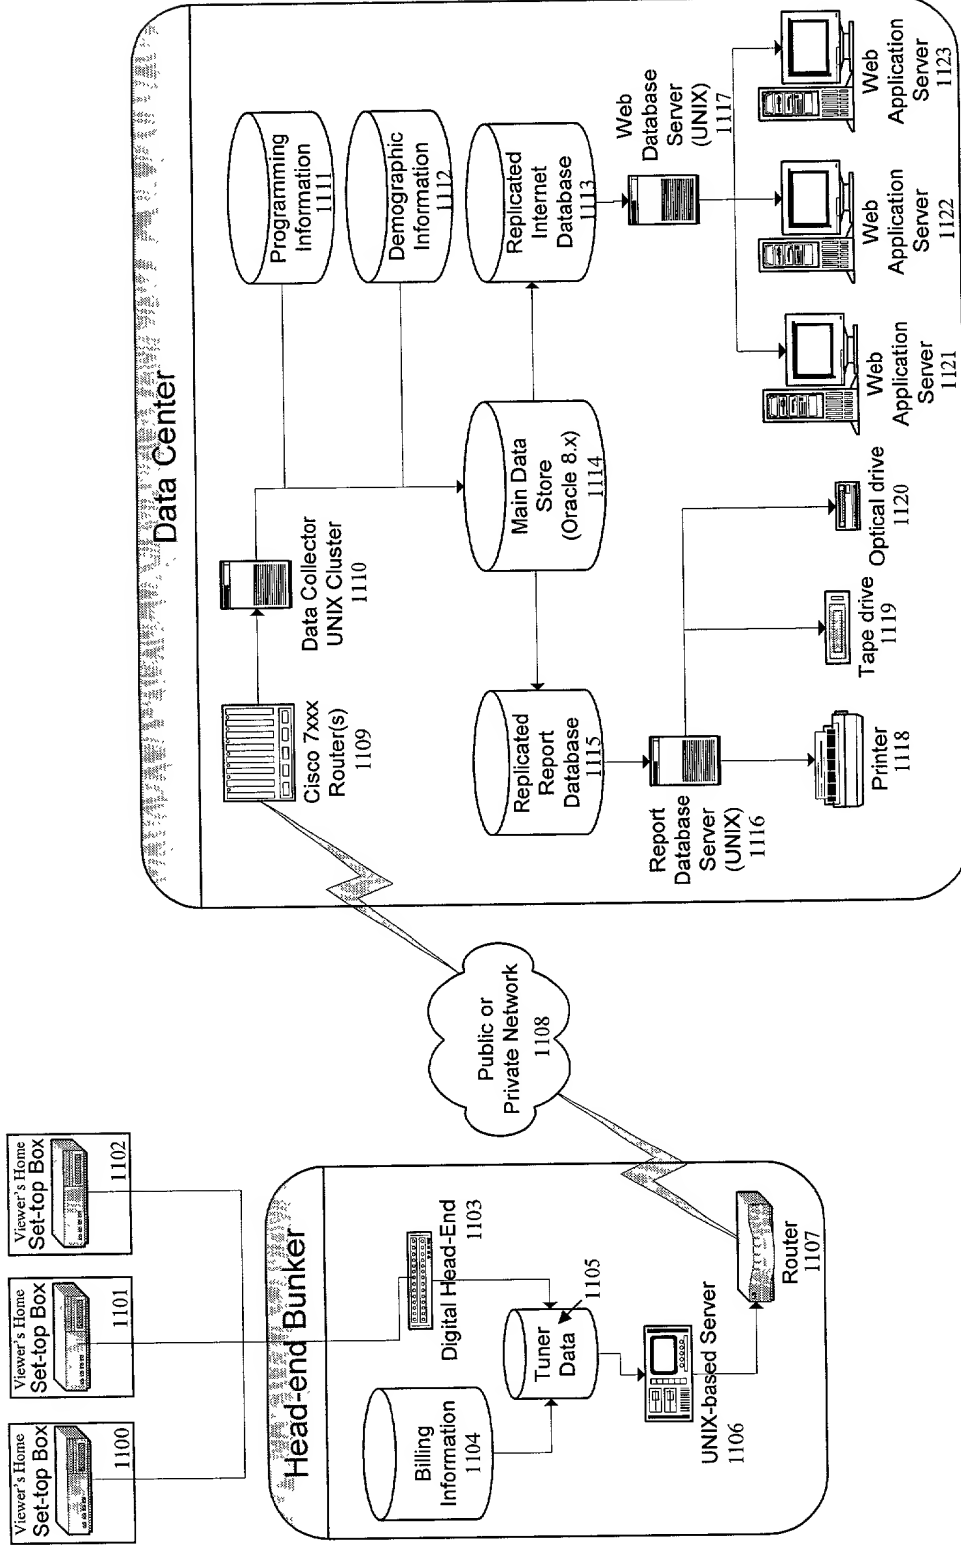 Viewer's Home
Set-top Box
1100
Viewer's Home
Set-top Box
1101
Viewer's Home
Set-top Box
1102
Head-end Bunker
Billing
Information
1104
Digital Head-End
1103
Tuner
Data
1105
UNIX-based Server
1106
Router
1107
Public or
Private Network
1108
Data Center
Cisco 7xxx
Router(s)
1109
Data Collector
UNIX Cluster
1110
Programming
Information
1111
Demographic
Information
1112
Replicated
Report
Database
1115
Main Data
Store
(Oracle 8.x)
1114
Replicated
Internet
Database
1113
Report
Database
Server
(UNIX)
1116
Web
Database
Server
(UNIX)
1117
Printer
1118
Tape drive
1119
Optical drive
1120
Web
Application
Server
1121
Web
Application
Server
1122
Web
Application
Server
1123